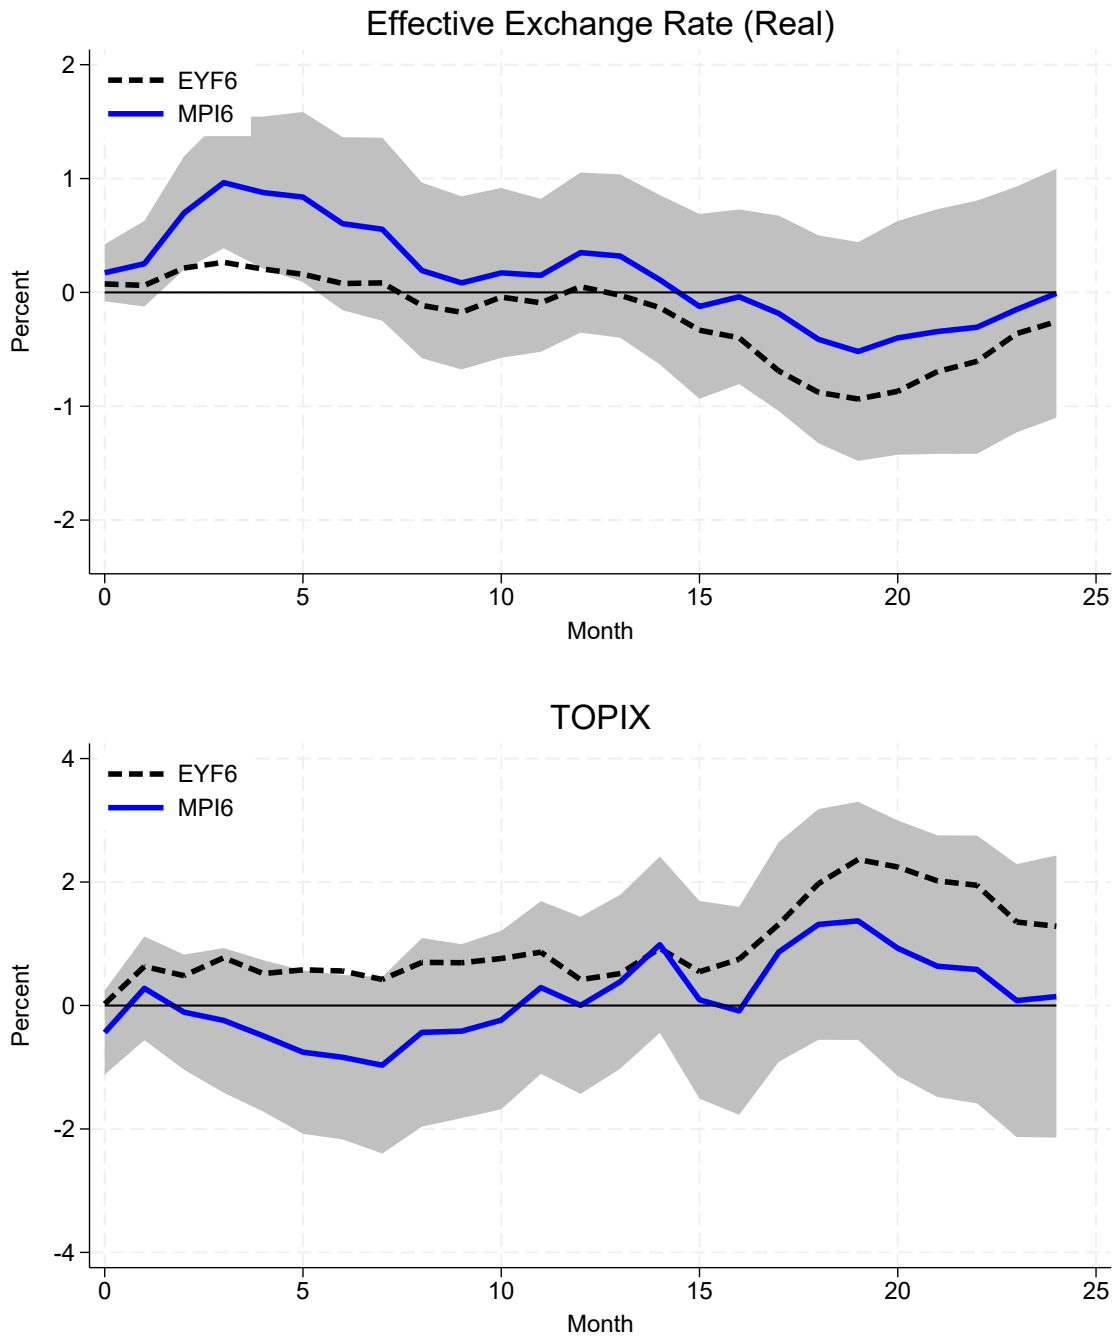 Effective Exchange Rate (Real)
EYF6
MPI6
2
1
0
-1
-2
Percent
0 5 10 15 20 25
Month
TOPIX
EYF6
MPI6
4
2
0
-2
-4
Percent
0 5 10 15 20 25
Month